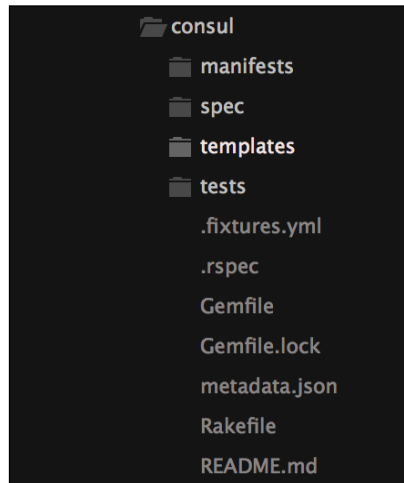 consul
manifests
spec
templates
tests
.fixtures.yml
.rspec
Gemfile
Gemfile.lock
metadata.json
Rakefile
README.md